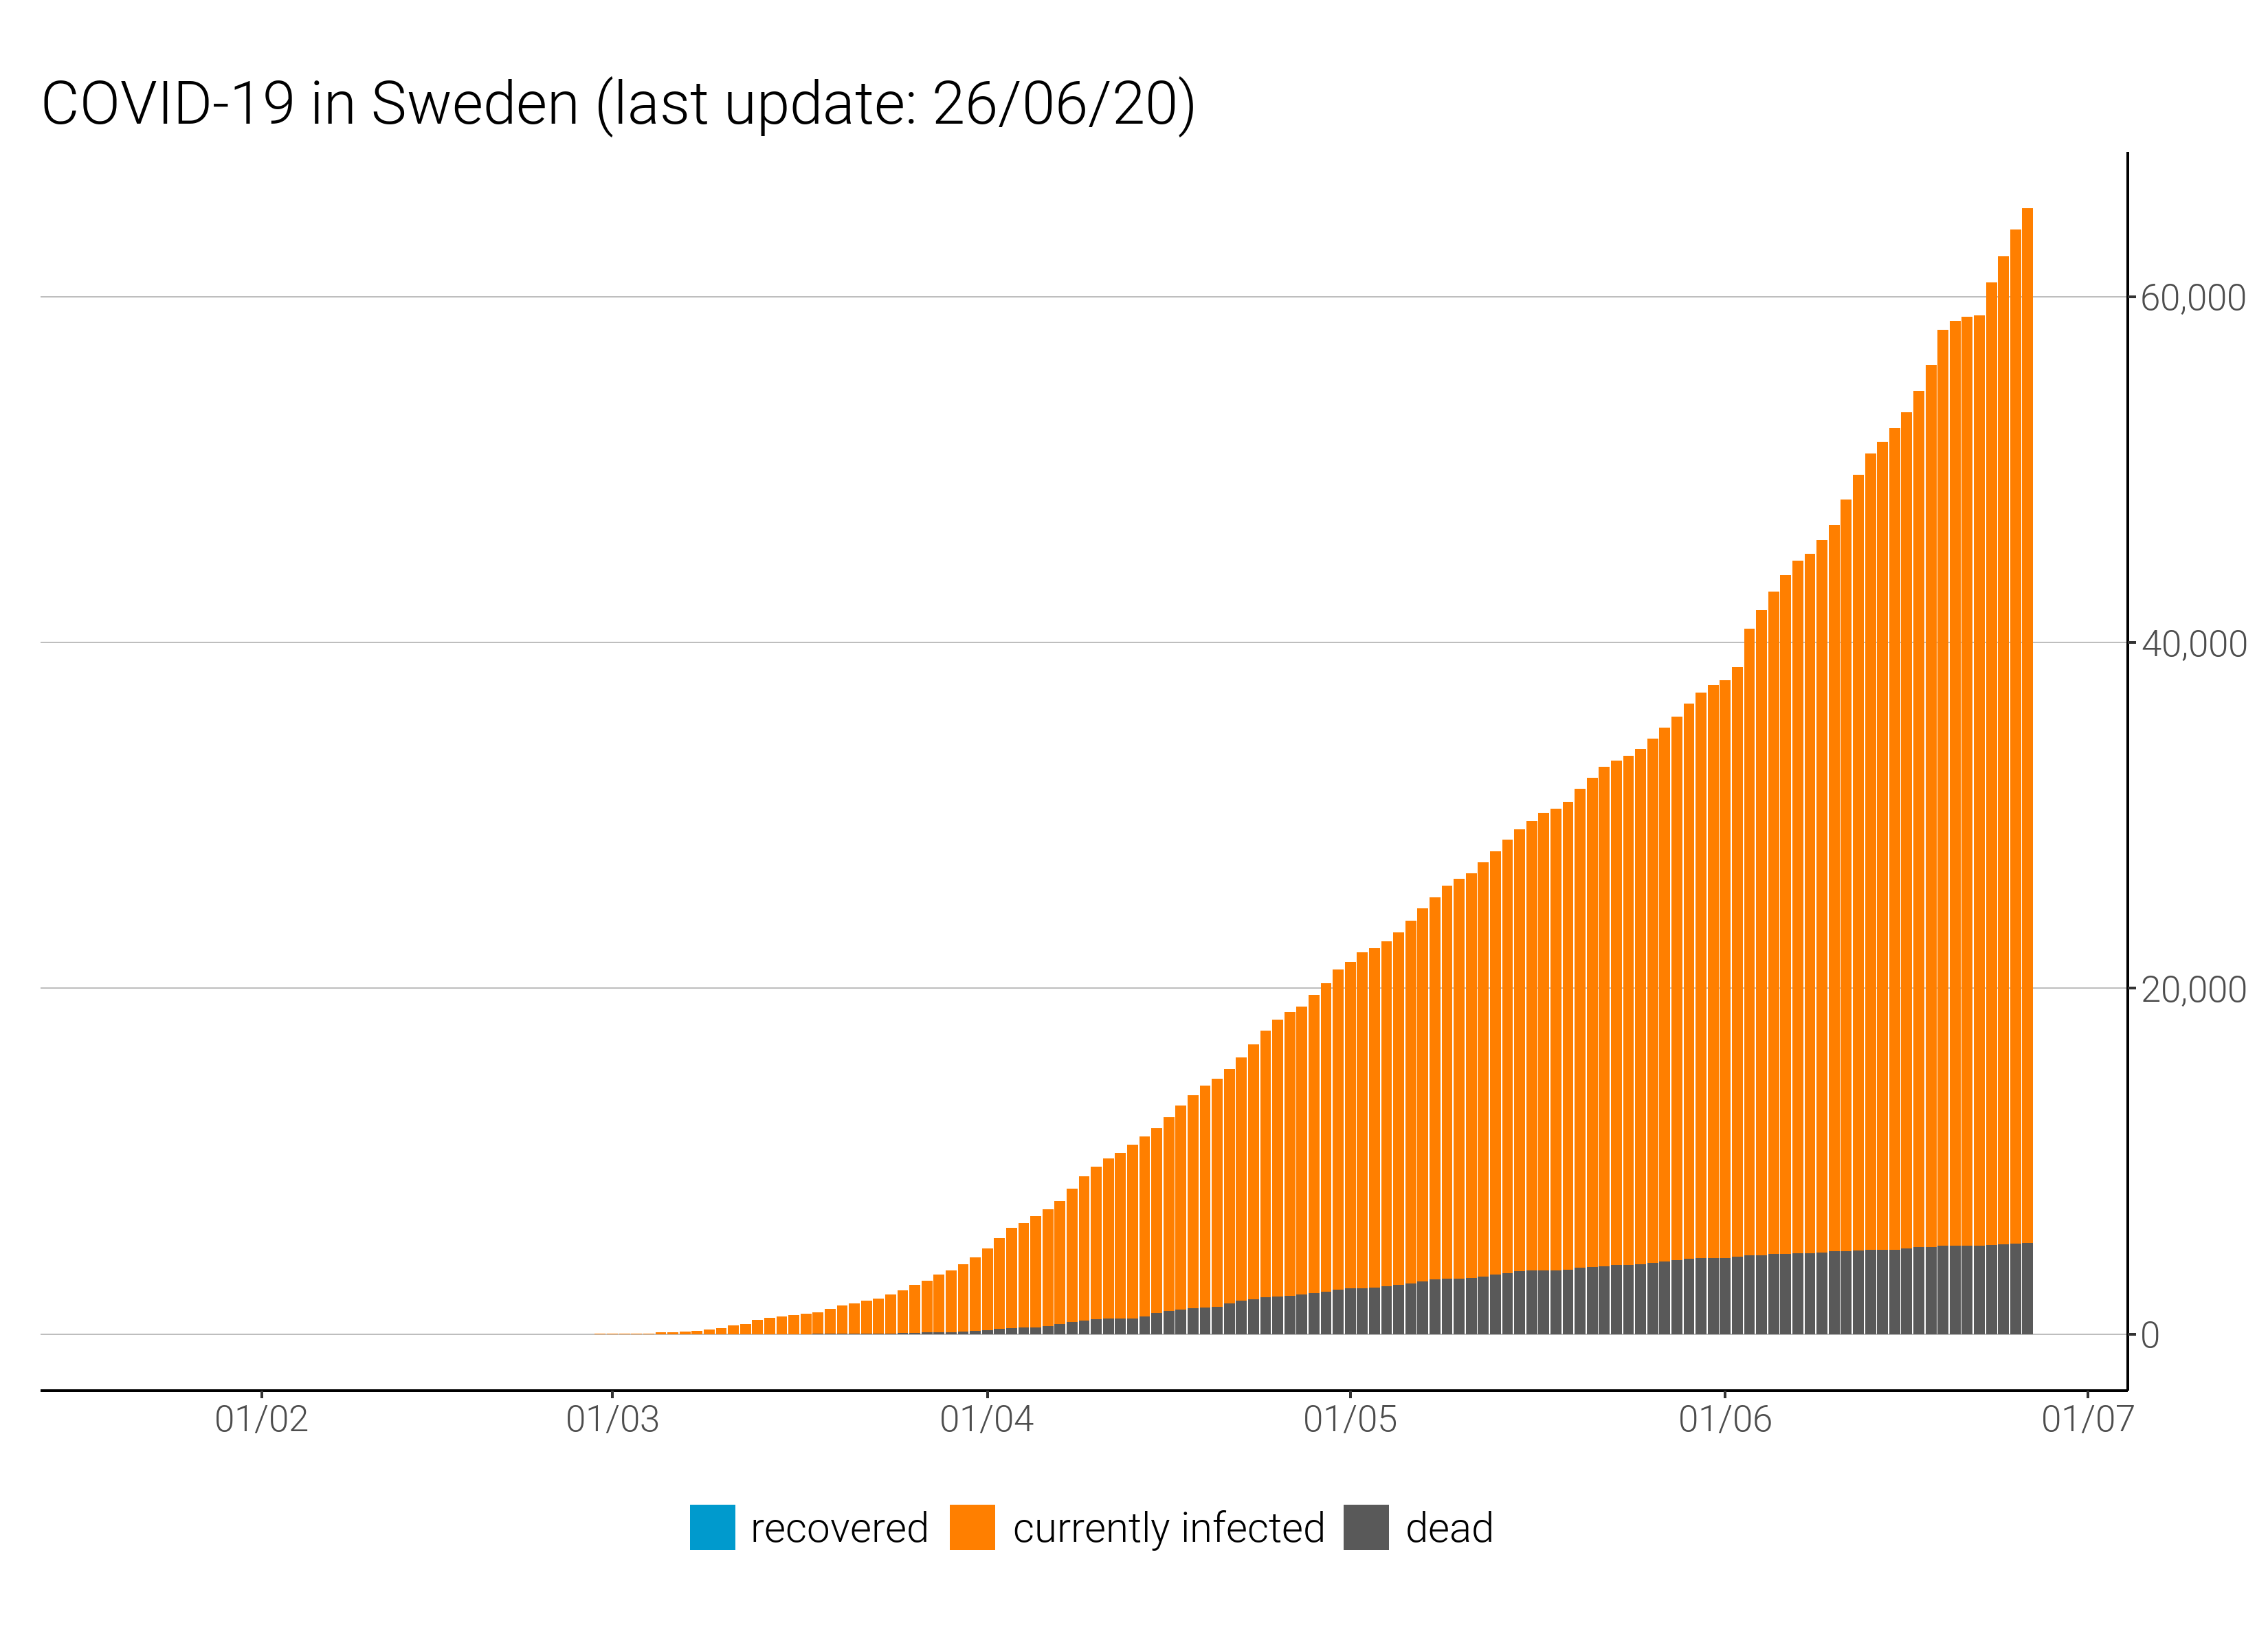 COVID-19 in Sweden (last update: 26/06/20)
60,000
40,000
20,000
0
01/02 01/03 01/04 01/05 01/06 01/07
recovered currently infected dead